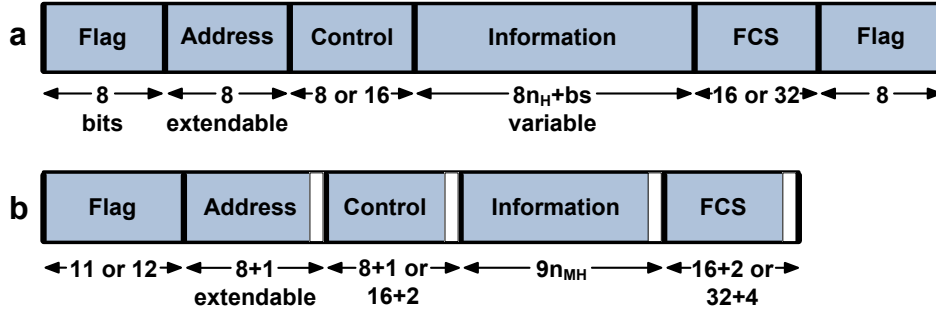 a Flag Address Control Information FCS Flag
8 8 8 or 16 8n_H+bs 16 or 32 8
bits extendable variable
b Flag Address Control Information FCS
11 or 12 8+1 8+1 or 9n_MH 16+2 or
extendable 16+2 32+4